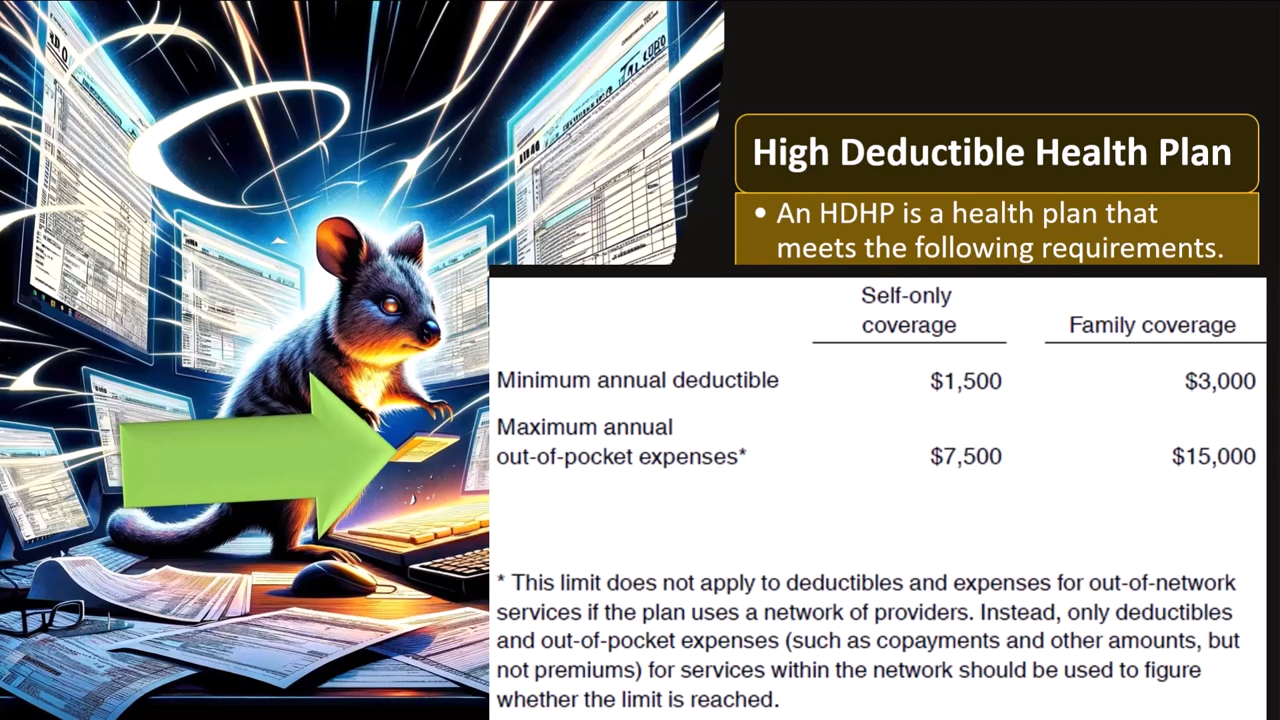 High Deductible Health Plan
• An HDHP is a health plan that
meets the following requirements.
Self-only
coverage
Family coverage
Minimum annual deductible $1,500 $3,000
Maximum annual
out-of-pocket expenses* $7,500 $15,000
* This limit does not apply to deductibles and expenses for out-of-network
services if the plan uses a network of providers. Instead, only deductibles
and out-of-pocket expenses (such as copayments and other amounts, but
not premiums) for services within the network should be used to figure
whether the limit is reached.